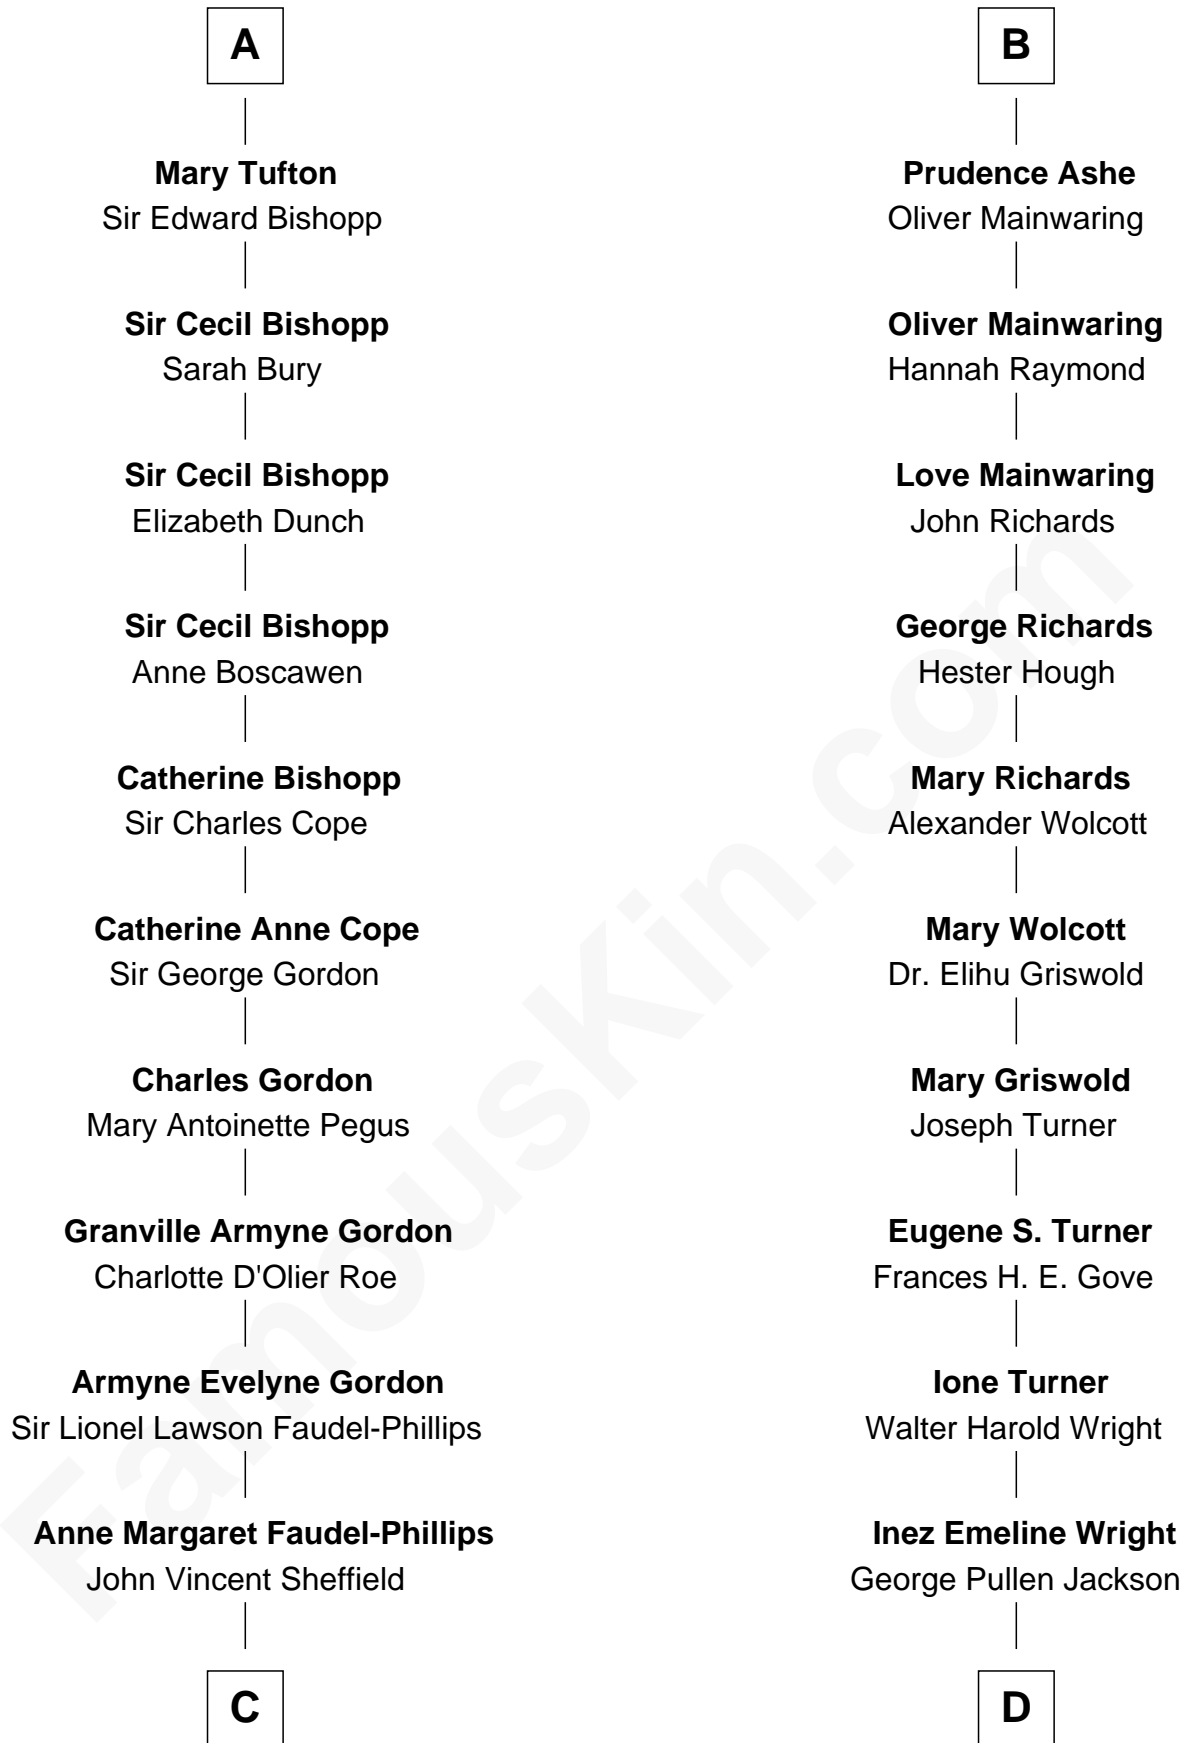 A
Mary Tufton
Sir Edward Bishopp
Sir Cecil Bishopp
Sarah Bury
Sir Cecil Bishopp
Elizabeth Dunch
Sir Cecil Bishopp
Anne Boscawen
Catherine Bishopp
Sir Charles Cope
Catherine Anne Cope
Sir George Gordon
Charles Gordon
Mary Antoinette Pegus
Granville Armyne Gordon
Charlotte D'Olier Roe
Armyne Evelyne Gordon
Sir Lionel Lawson Faudel-Phillips
Anne Margaret Faudel-Phillips
John Vincent Sheffield
C
B
Prudence Ashe
Oliver Mainwaring
Oliver Mainwaring
Hannah Raymond
Love Mainwaring
John Richards
George Richards
Hester Hough
Mary Richards
Alexander Wolcott
Mary Wolcott
Dr. Elihu Griswold
Mary Griswold
Joseph Turner
Eugene S. Turner
Frances H. E. Gove
Ione Turner
Walter Harold Wright
Inez Emeline Wright
George Pullen Jackson
D
FamousKin.com